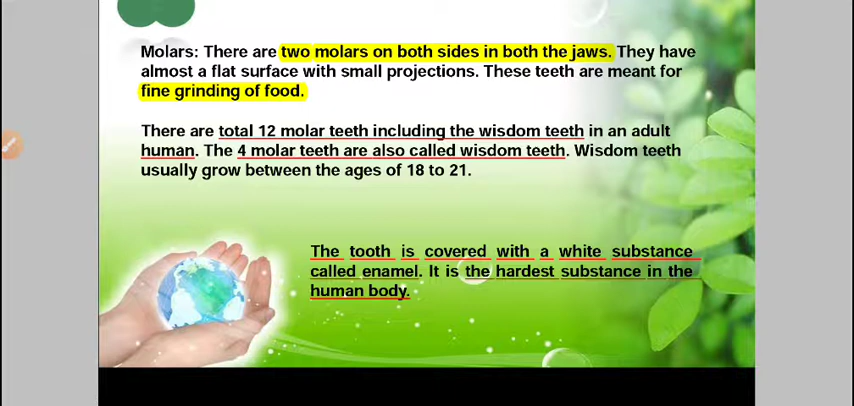 Molars: There are two molars on both sides in both the jaws. They have
almost a flat surface with small projections. These teeth are meant for
fine grinding of food.
There are total 12 molar teeth including the wisdom teeth in an adult
human. The 4 molar teeth are also called wisdom teeth. Wisdom teeth
usually grow between the ages of 18 to 21.
The tooth is covered with a white substance
called enamel. It is the hardest substance in the
human body.